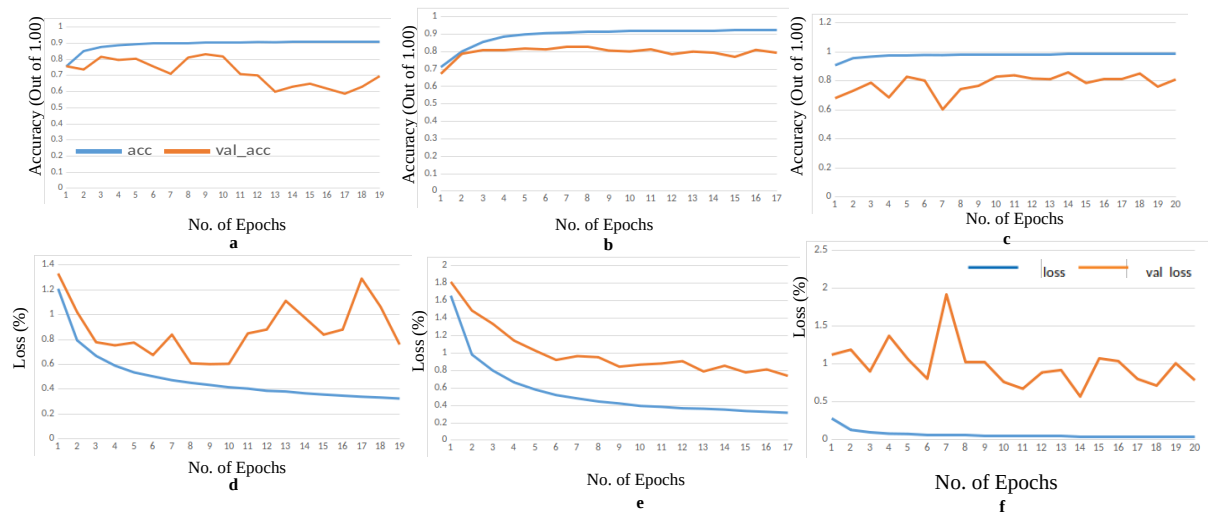 Accuracy (Out of 1.00)
1
0.9
0.8
0.7
0.6
0.5
0.4
0.3
0.2
0.1
0
acc val_acc
1 2 3 4 5 6 7 8 9 10 11 12 13 14 15 16 17 18 19
No. of Epochs
a
Accuracy (Out of 1.00)
1
0.9
0.8
0.7
0.6
0.5
0.4
0.3
0.2
0.1
0
1 2 3 4 5 6 7 8 9 10 11 12 13 14 15 16 17
No. of Epochs
b
Accuracy (Out of 1.00)
1.2
1
0.8
0.6
0.4
0.2
0
1 2 3 4 5 6 7 8 9 10 11 12 13 14 15 16 17 18 19 20
No. of Epochs
c
Loss (%)
1.4
1.2
1
0.8
0.6
0.4
0.2
0
1 2 3 4 5 6 7 8 9 10 11 12 13 14 15 16 17 18 19
No. of Epochs
d
Loss (%)
2
1.8
1.6
1.4
1.2
1
0.8
0.6
0.4
0.2
0
1 2 3 4 5 6 7 8 9 10 11 12 13 14 15 16 17
No. of Epochs
e
Loss (%)
2.5
2
1.5
1
0.5
0
loss val loss
1 2 3 4 5 6 7 8 9 10 11 12 13 14 15 16 17 18 19 20
No. of Epochs
f